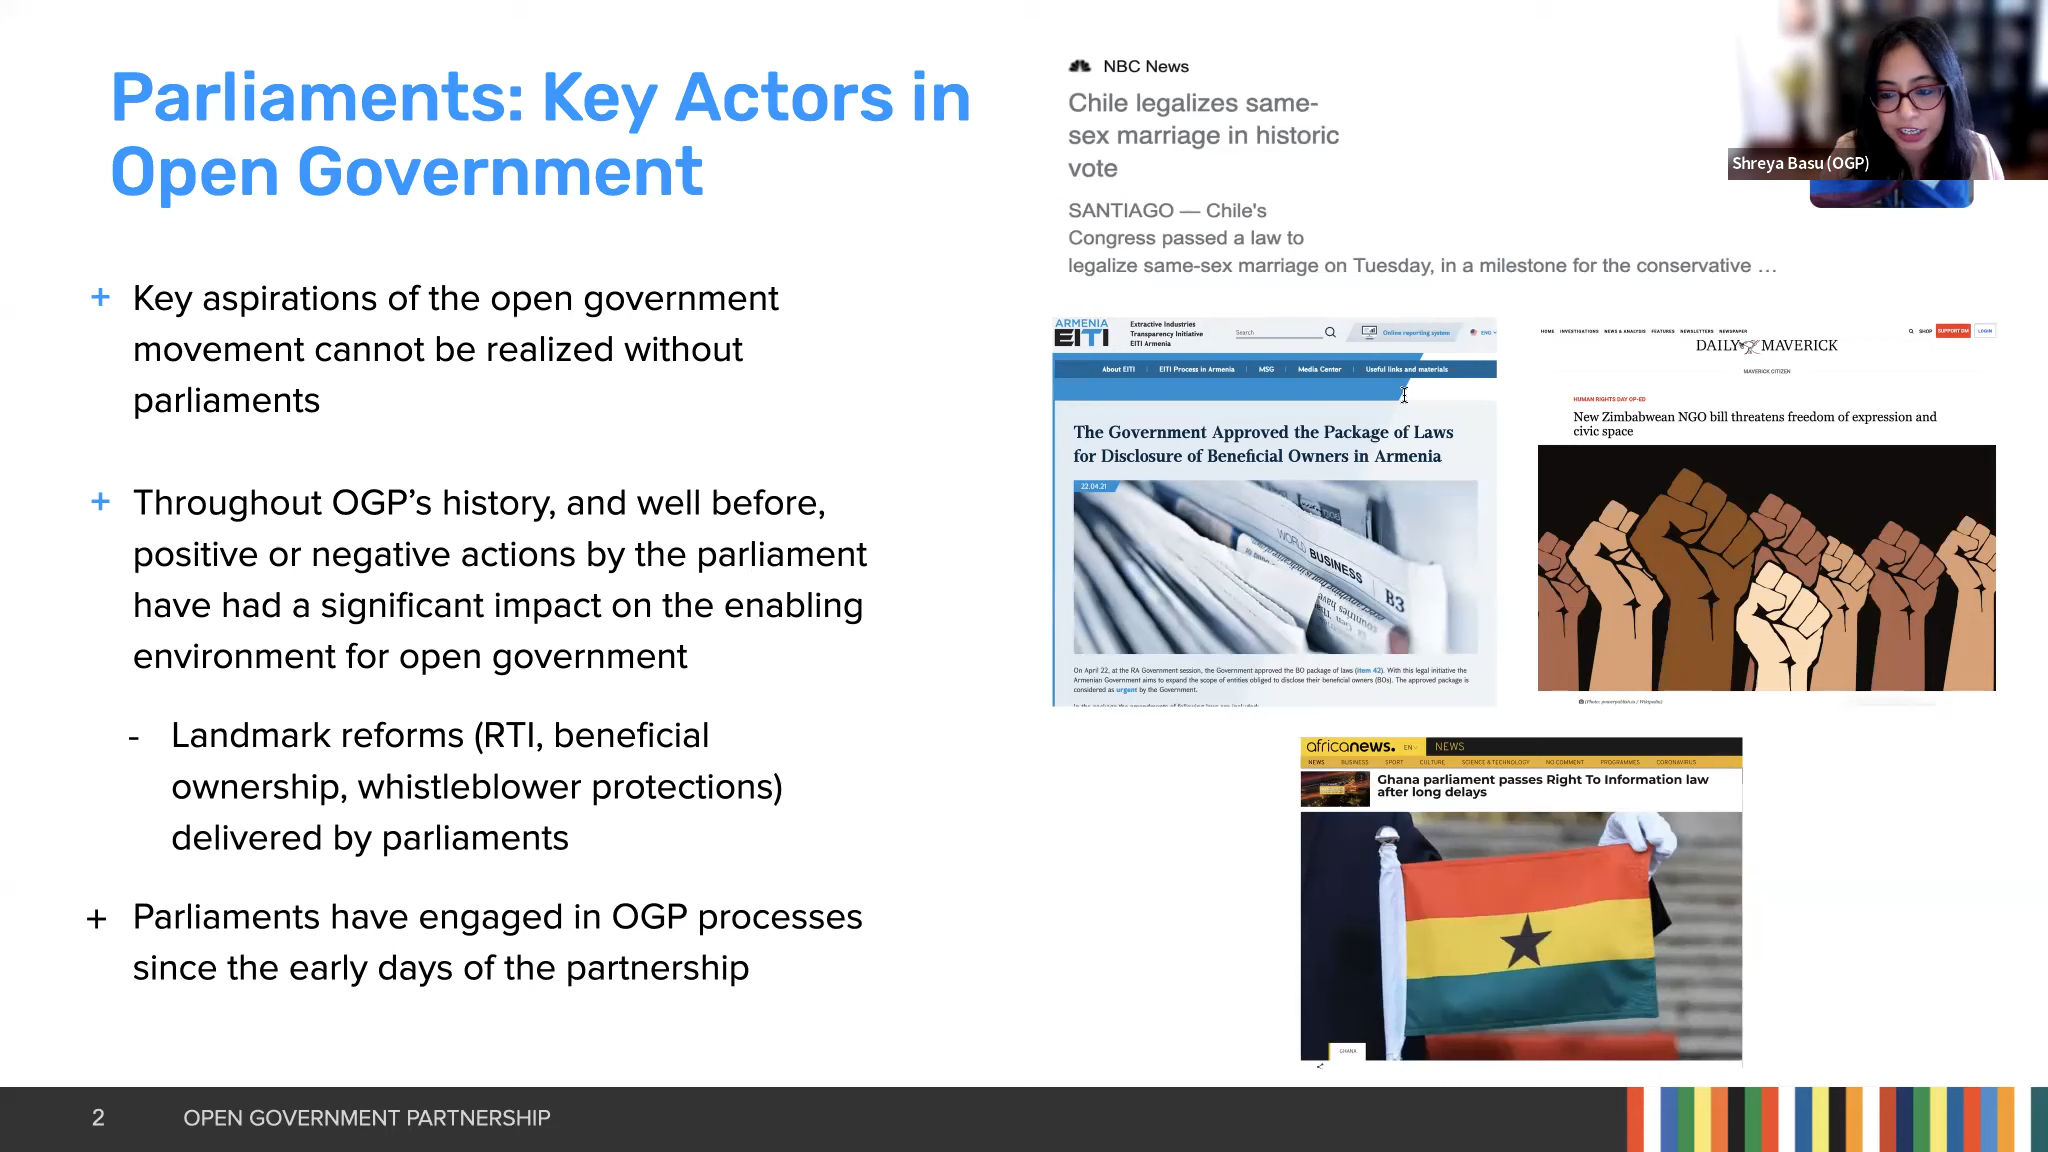 Parliaments: Key Actors in
Open Government
+ Key aspirations of the open government
movement cannot be realized without
parliaments
+ Throughout OGP’s history, and well before,
positive or negative actions by the parliament
have had a significant impact on the enabling
environment for open government
- Landmark reforms (RTI, beneficial
ownership, whistleblower protections)
delivered by parliaments
+ Parliaments have engaged in OGP processes
since the early days of the partnership
NBC News
Chile legalizes same-
sex marriage in historic
vote
SANTIAGO — Chile's
Congress passed a law to
legalize same-sex marriage on Tuesday, in a milestone for the conservative ...
Shreya Basu (OGP)
ARMENIA
EITI
Extractive Industries
Transparency Initiative
EITI Armenia
Search
Online reporting system
ENG
About EITI | EITI Process in Armenia | MSG | Media Center | Useful links and materials
The Government Approved the Package of Laws
for Disclosure of Beneficial Owners in Armenia
22.04.21
WORLD BUSINESS B3
On April 22, at the RA Government session, the Government approved the BO package of laws (item 42). With this legal initiative the
Armenian Government aims to expand the scope of entities obliged to disclose their beneficial owners (BOs). The approved package is
considered as urgent by the Government.
HOME INVESTIGATIONS NEWS & ANALYSIS FEATURES NEWSLETTERS NEWSPAPER
SHOP SUPPORT DM LOGIN
DAILY MAVERICK
MAVERICK CITIZEN
HUMAN RIGHTS DAY OP-ED
New Zimbabwean NGO bill threatens freedom of expression and
civic space
africanews. EN NEWS
NEWS BUSINESS SPORT CULTURE SCIENCE & TECHNOLOGY NO COMMENT PROGRAMMES CORONAVIRUS
Ghana parliament passes Right To Information law
after long delays
GHANA
2 OPEN GOVERNMENT PARTNERSHIP